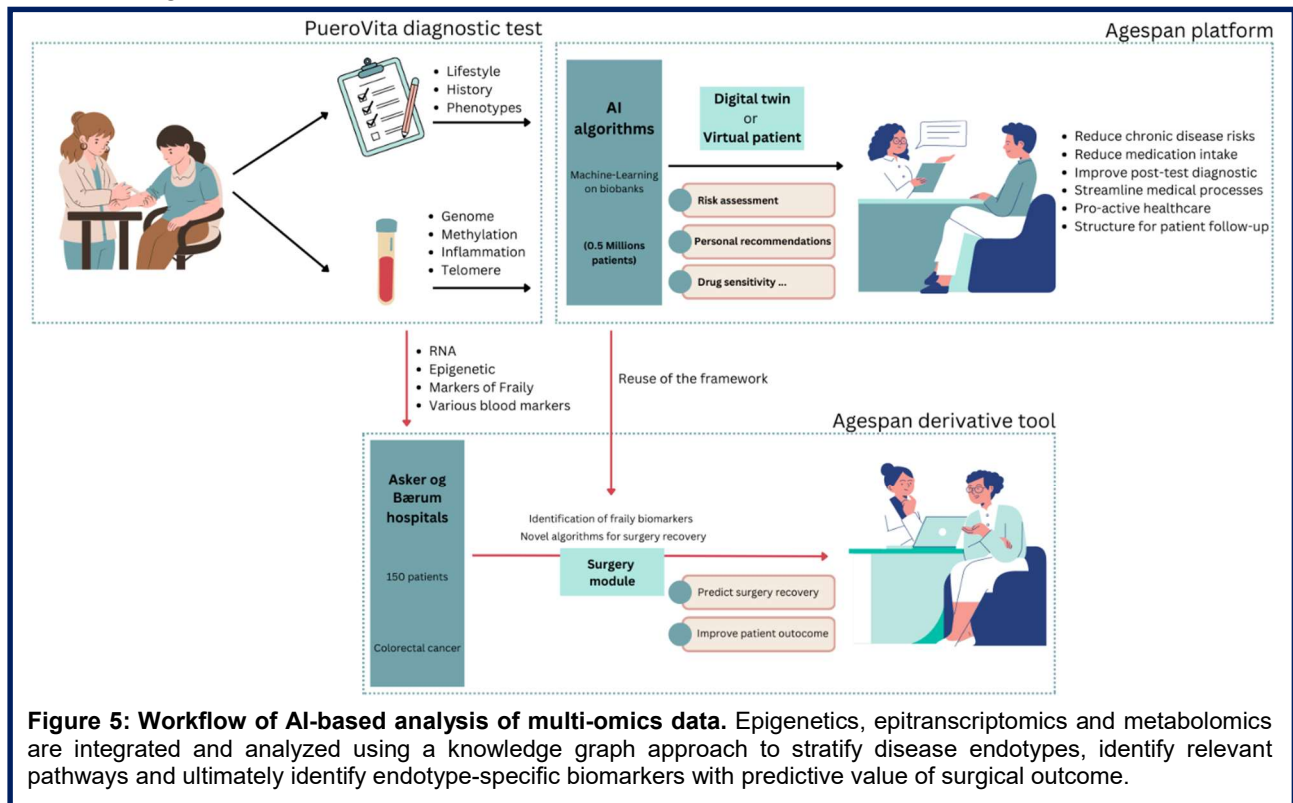 PueroVita diagnostic test
Agespan platform
• Lifestyle
• History
• Phenotypes
• Genome
• Methylation
• Inflammation
• Telomere
AI
algorithms
Machine-Learning
on biobanks
(0.5 Millions
patients)
Digital twin
or
Virtual patient
Risk assessment
Personal recommendations
Drug sensitivity ...
• Reduce chronic disease risks
• Reduce medication intake
• Improve post-test diagnostic
• Streamline medical processes
• Pro-active healthcare
• Structure for patient follow-up
• RNA
• Epigenetic
• Markers of Fraily
• Various blood markers
Reuse of the framework
Agespan derivative tool
Asker og
Bærum
hospitals
150 patients
Colorectal cancer
Identification of fraily biomarkers
Novel algorithms for surgery recovery
Surgery
module
Predict surgery recovery
Improve patient outocome
Figure 5: Workflow of AI-based analysis of multi-omics data. Epigenetics, epitranscriptomics and metabolomics
are integrated and analyzed using a knowledge graph approach to stratify disease endotypes, identify relevant
pathways and ultimately identify endotype-specific biomarkers with predictive value of surgical outcome.